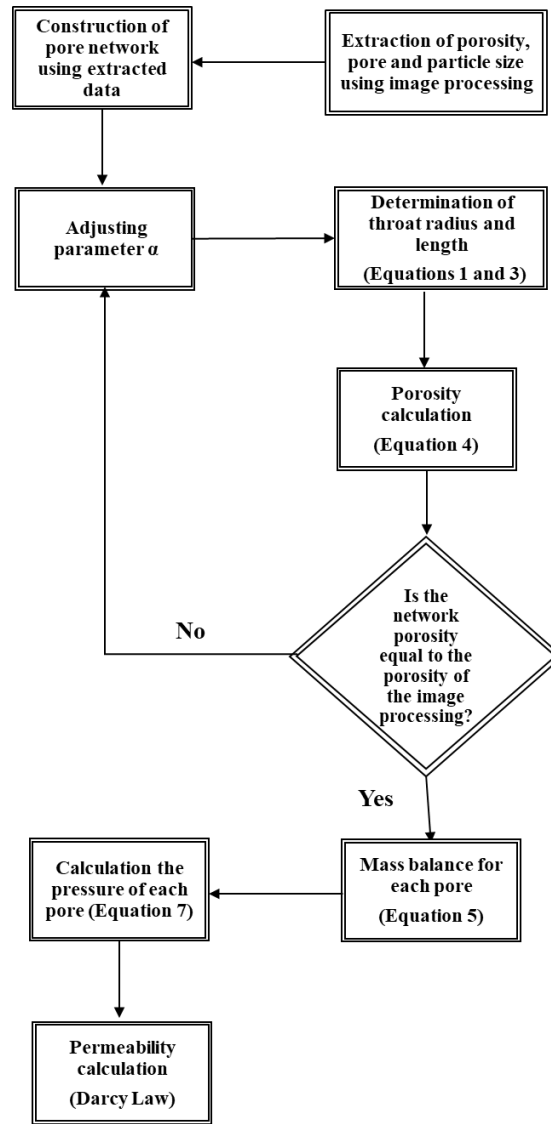 Construction of
pore network
using extracted
data
Extraction of porosity,
pore and particle size
using image processing
Adjusting
parameter α
Determination of
throat radius and
length
(Equations 1 and 3)
Porosity
calculation
(Equation 4)
Is the
network
porosity
equal to the
porosity of
the image
processing?
No
Yes
Calculation the
pressure of each
pore (Equation 7)
Mass balance for
each pore
(Equation 5)
Permeability
calculation
(Darcy Law)